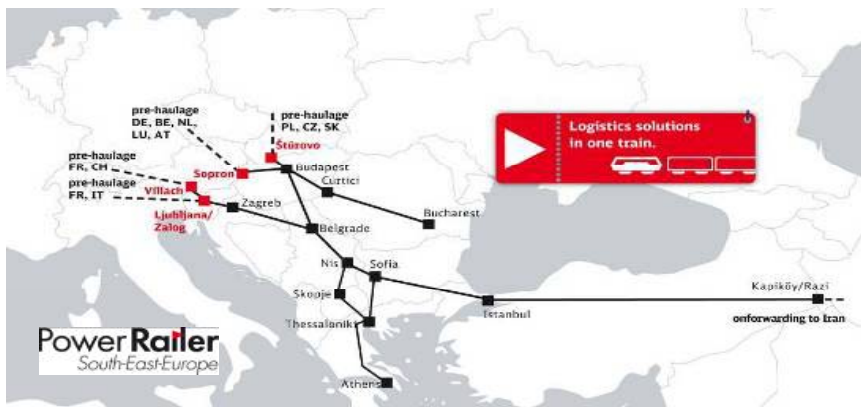 pre-haulage
DE, BE, NL,
LU, AT
pre-haulage
PL, CZ, SK
Logistics solutions
in one train.
pre-haulage
FR, CH
pre-haulage
FR, IT
Štúrovo
Sopron
Budapest
Villach
Curtici
Ljubljana/
Zalog
Zagreb
Bucharest
Belgrade
Nis
Sofia
Skopje
Kapiköy/Razi
Istanbul
onforwarding to Iran
Thessaloniki
Athens
Power Railer
South-East-Europe